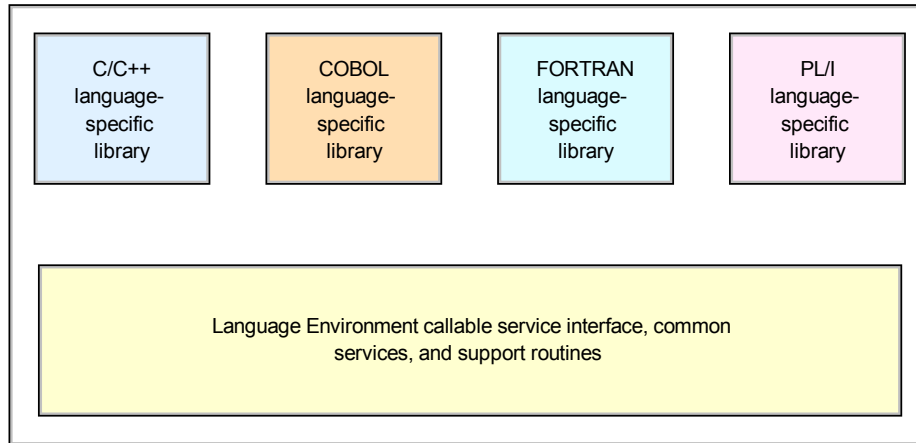 C/C++
language-
specific
library
COBOL
language-
specific
library
FORTRAN
language-
specific
library
PL/I
language-
specific
library
Language Environment callable service interface, common
services, and support routines